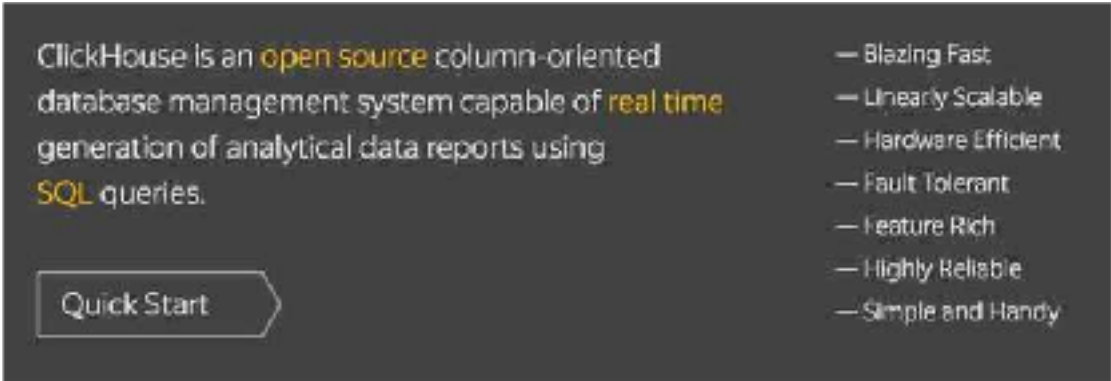 ClickHouse is an open source column-oriented
database management system capable of real time
generation of analytical data reports using
SQL queries.
Quick Start
— Blazing Fast
— Linearly Scalable
— Hardware Efficient
— Fault Tolerant
— Feature Rich
— Highly Reliable
— Simple and Handy